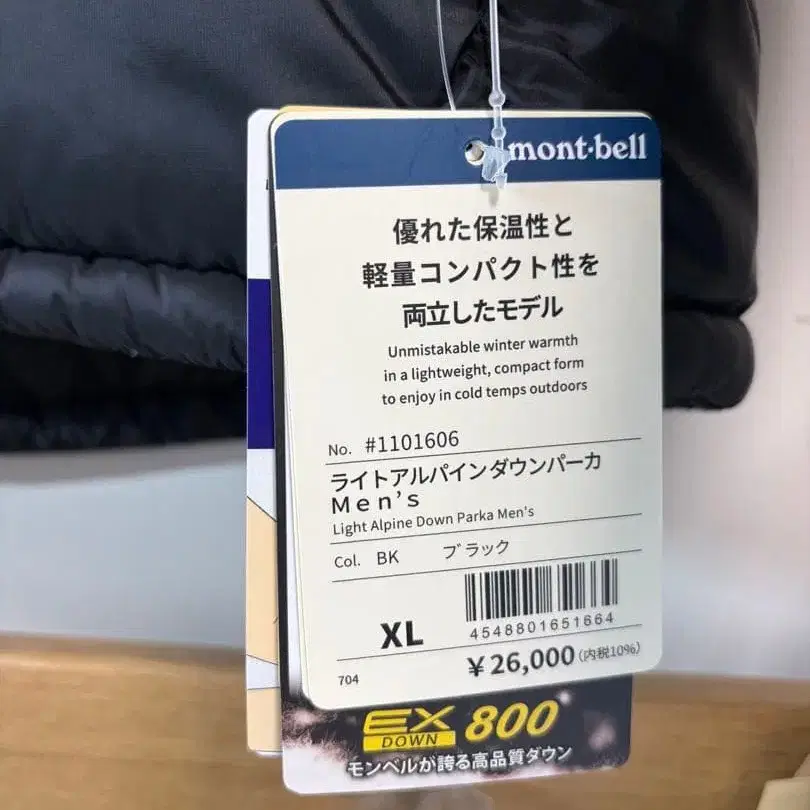 mont·bell
優れた保温性と
軽量コンパクト性を
両立したモデル
Unmistakable winter warmth
in a lightweight, compact form
to enjoy in cold temps outdoors
No. #1101606
ライトアルパインダウンパーカ
Men's
Light Alpine Down Parka Men's
Col. BK ブラック
XL
4548801651664
704
¥26,000(内税10%)
EX 800
DOWN
モンベルが誇る高品質ダウン